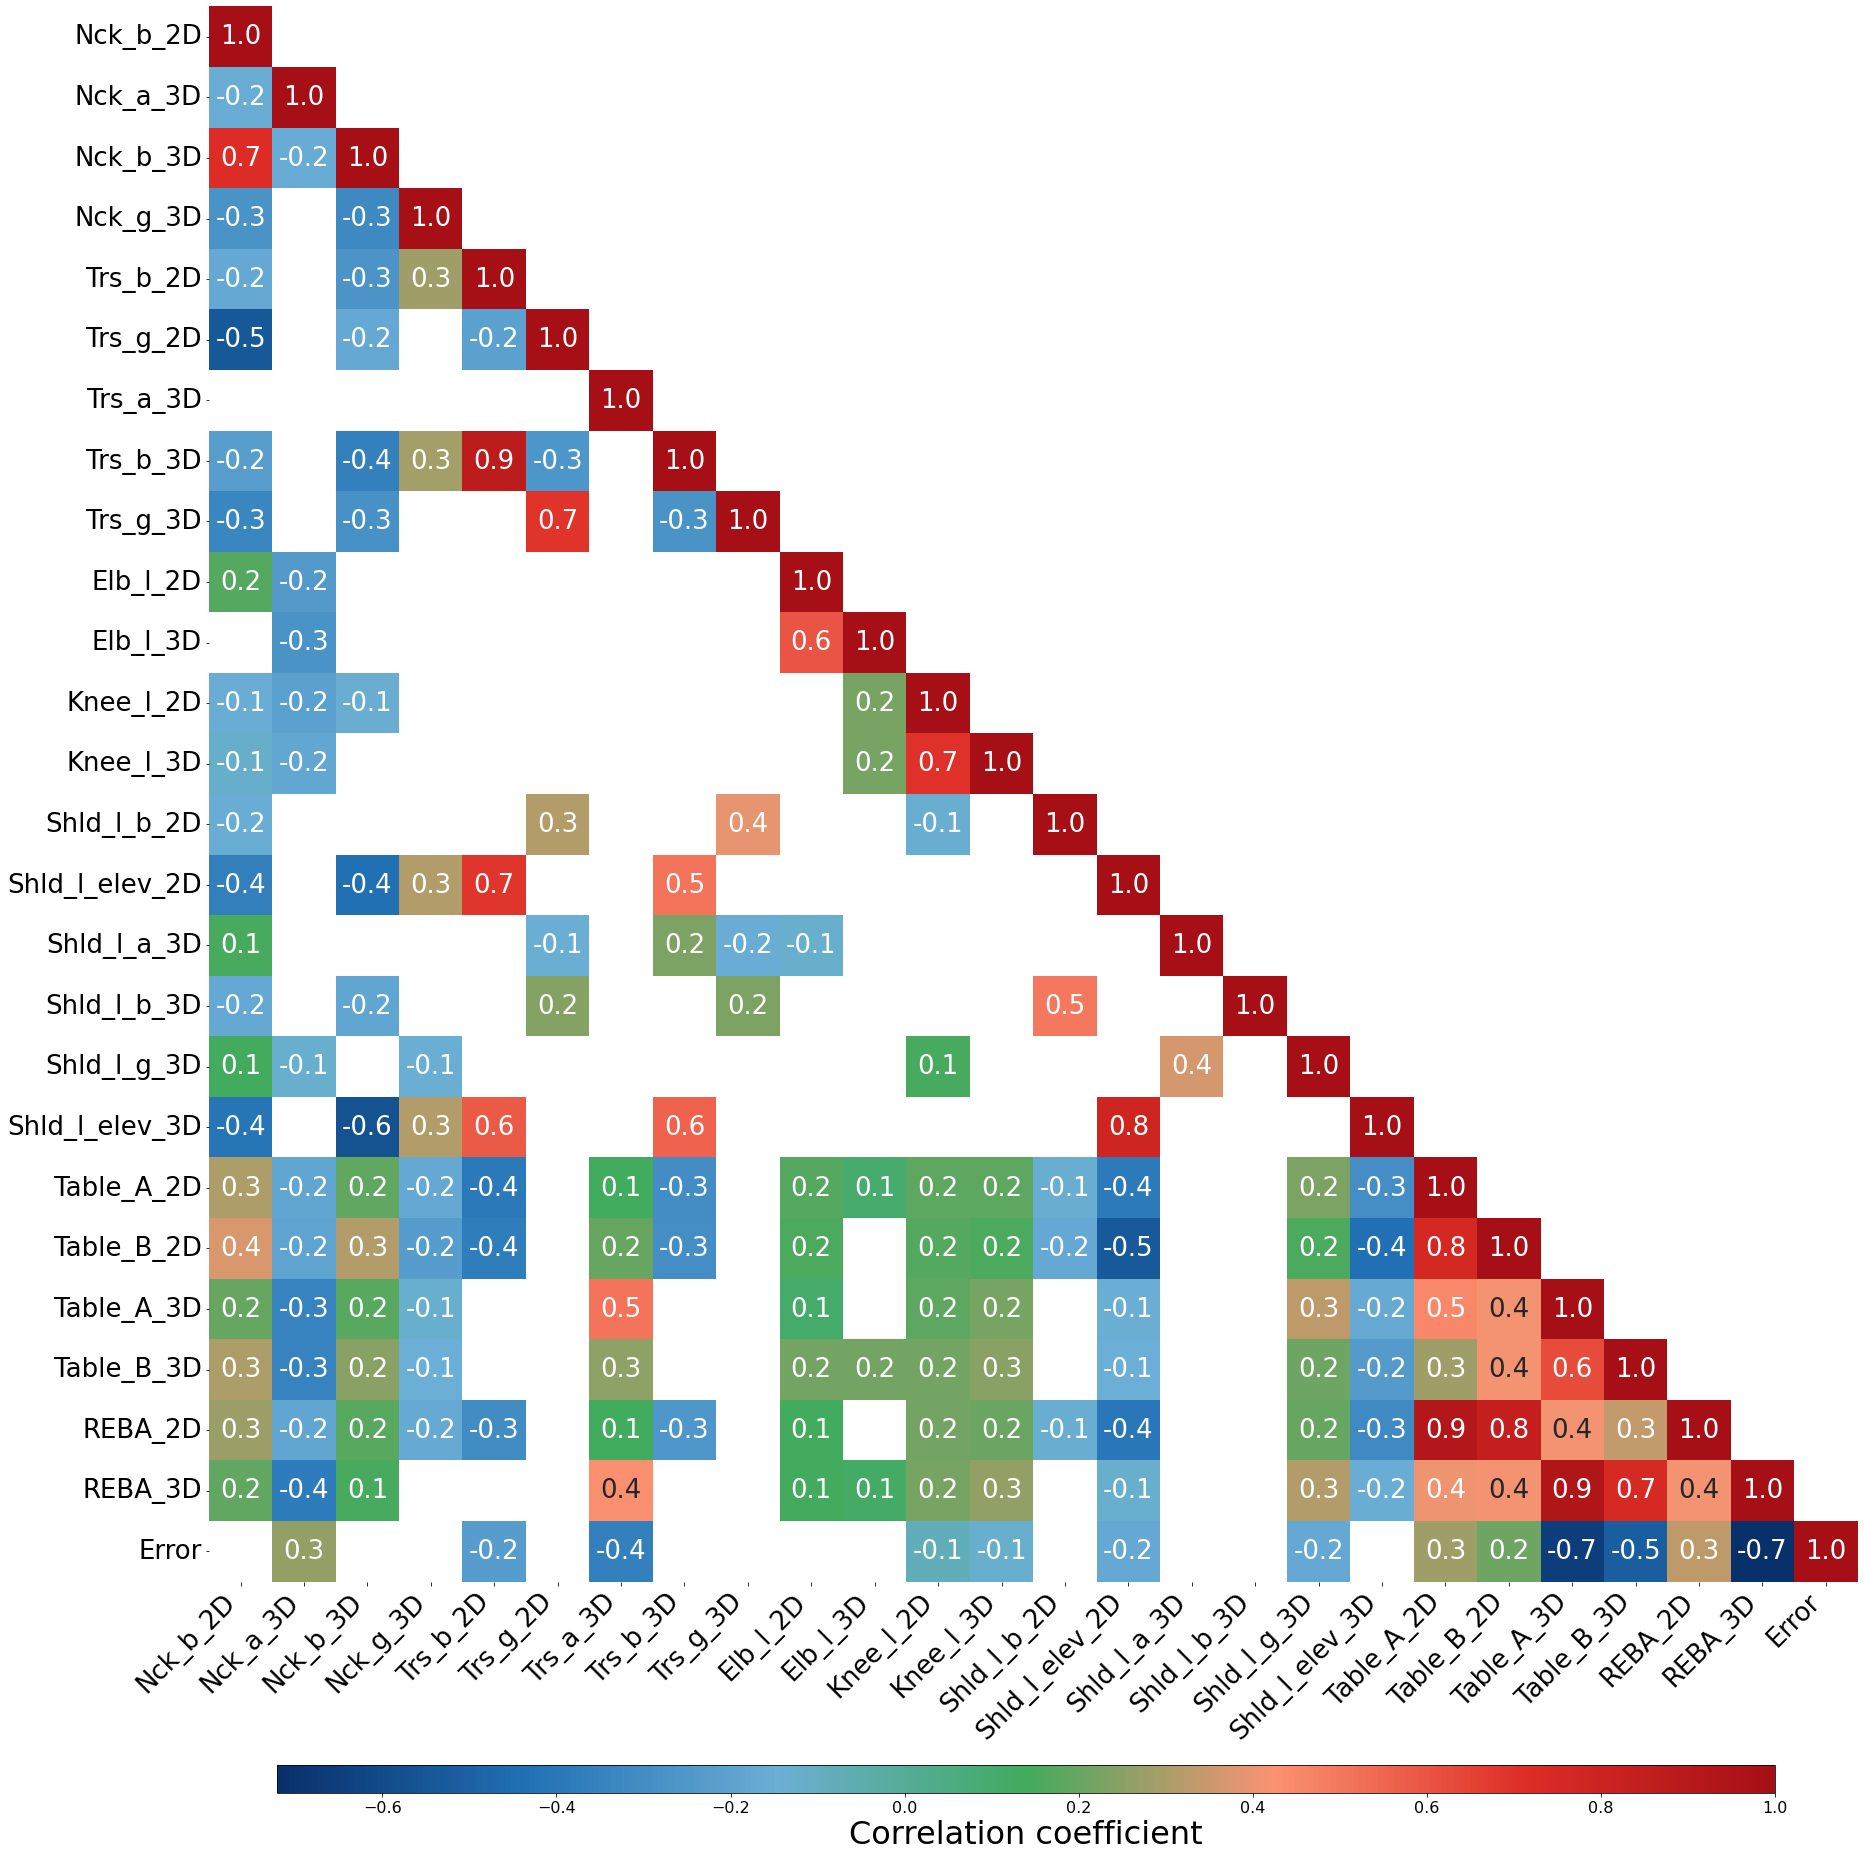 Nck_b_2D 1.0
Nck_a_3D -0.2 1.0
Nck_b_3D 0.7 -0.2 1.0
Nck_g_3D -0.3 -0.3 1.0
Trs_b_2D -0.2 -0.3 0.3 1.0
Trs_g_2D -0.5 -0.2 -0.2 1.0
Trs_a_3D 1.0
Trs_b_3D -0.2 -0.4 0.3 0.9 -0.3 1.0
Trs_g_3D -0.3 -0.3 0.7 -0.3 1.0
Elb_l_2D 0.2 -0.2 1.0
Elb_l_3D -0.3 0.6 1.0
Knee_l_2D -0.1 -0.2 -0.1 0.2 1.0
Knee_l_3D -0.1 -0.2 0.2 0.7 1.0
Shld_l_b_2D -0.2 0.3 0.4 -0.1 1.0
Shld_l_elev_2D -0.4 -0.4 0.3 0.7 0.5 1.0
Shld_l_a_3D 0.1 -0.1 0.2 -0.2 -0.1 1.0
Shld_l_b_3D -0.2 -0.2 0.2 0.2 0.5 1.0
Shld_l_g_3D 0.1 -0.1 -0.1 0.1 0.4 1.0
Shld_l_elev_3D -0.4 -0.6 0.3 0.6 0.6 0.8 1.0
Table_A_2D 0.3 -0.2 0.2 -0.2 -0.4 0.1 -0.3 0.2 0.1 0.2 0.2 -0.1 -0.4 0.2 -0.3 1.0
Table_B_2D 0.4 -0.2 0.3 -0.2 -0.4 0.2 -0.3 0.2 0.2 0.2 -0.2 -0.5 0.2 -0.4 0.8 1.0
Table_A_3D 0.2 -0.3 0.2 -0.1 0.5 0.1 0.2 0.2 -0.1 0.3 -0.2 0.5 0.4 1.0
Table_B_3D 0.3 -0.3 0.2 -0.1 0.3 0.2 0.2 0.2 0.3 -0.1 0.2 -0.2 0.3 0.4 0.6 1.0
REBA_2D 0.3 -0.2 0.2 -0.2 -0.3 0.1 -0.3 0.1 0.2 0.2 -0.1 -0.4 0.2 -0.3 0.9 0.8 0.4 0.3 1.0
REBA_3D 0.2 -0.4 0.1 0.4 0.1 0.1 0.2 0.3 -0.1 0.3 -0.2 0.4 0.4 0.9 0.7 0.4 1.0
Error 0.3 -0.2 -0.4 -0.1 -0.1 -0.2 -0.2 0.3 0.2 -0.7 -0.5 0.3 -0.7 1.0
Nck_b_2D Nck_a_3D Nck_b_3D Nck_g_3D Trs_b_2D Trs_g_2D Trs_a_3D Trs_b_3D Trs_g_3D Elb_l_2D Elb_l_3D Knee_l_2D Knee_l_3D Shld_l_b_2D Shld_l_elev_2D Shld_l_a_3D Shld_l_b_3D Shld_l_g_3D Shld_l_elev_3D Table_A_2D Table_B_2D Table_A_3D Table_B_3D REBA_2D REBA_3D Error
−0.6 −0.4 −0.2 0.0 0.2 0.4 0.6 0.8 1.0
Correlation coefficient